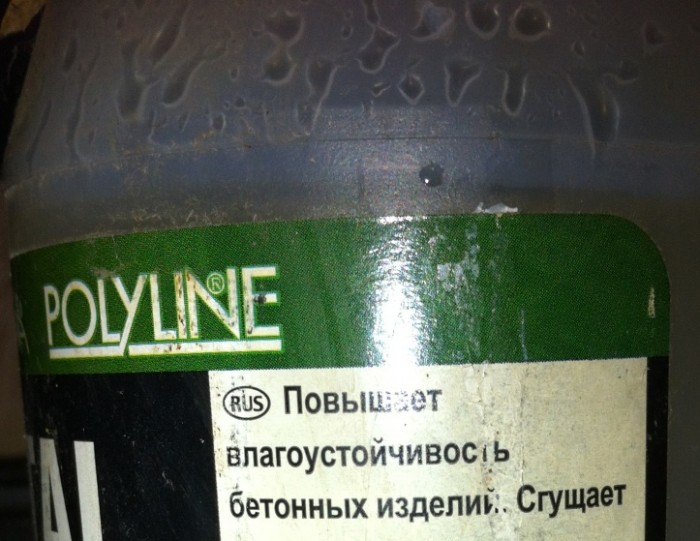 POLYLINE®
RUS Повышает
влагоустойчивость
бетонных изделий. Сгущает